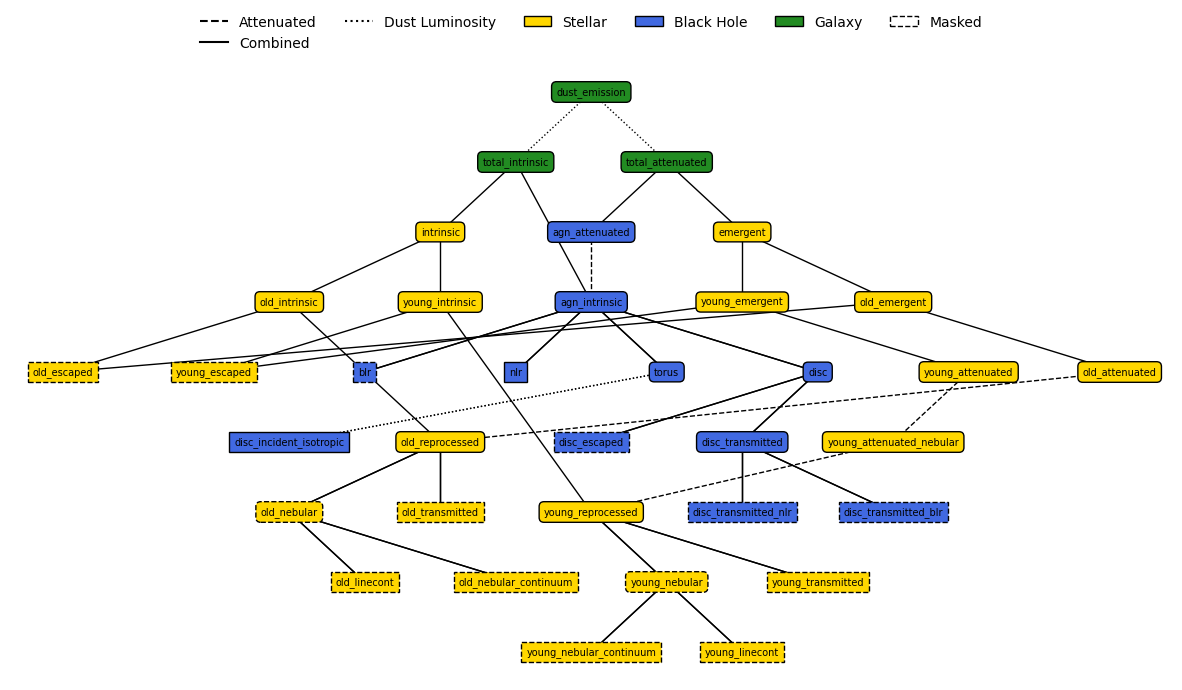 Attenuated
Dust Luminosity
Stellar
Black Hole
Galaxy
Masked
Combined
dust_emission
total_intrinsic
total_attenuated
intrinsic
agn_attenuated
emergent
old_intrinsic
young_intrinsic
agn_intrinsic
young_emergent
old_emergent
old_escaped
young_escaped
blr
nlr
torus
disc
young_attenuated
old_attenuated
disc_incident_isotropic
old_reprocessed
disc_escaped
disc_transmitted
young_attenuated_nebular
old_nebular
old_transmitted
young_reprocessed
disc_transmitted_nlr
disc_transmitted_blr
old_linecont
old_nebular_continuum
young_nebular
young_transmitted
young_nebular_continuum
young_linecont